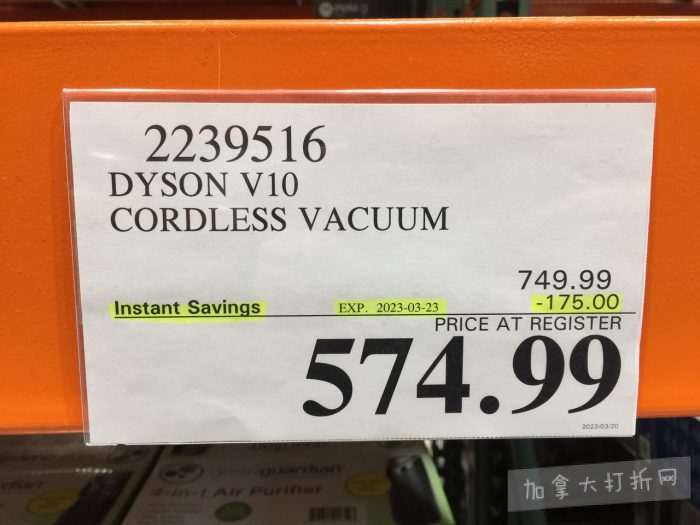 2239516
DYSON V10
CORDLESS VACUUM
749.99
Instant Savings EXP. 2023-03-23 -175.00
PRICE AT REGISTER
574.99
2023/03/20
guardian
4-in-1 Air Purifier
加拿大打折网